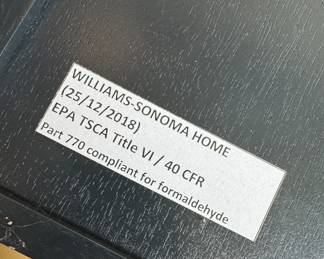 WILLIAMS-SONOMA HOME
(25/12/2018)
EPA TSCA Title VI / 40 CFR
Part 770 compliant for formaldehyde